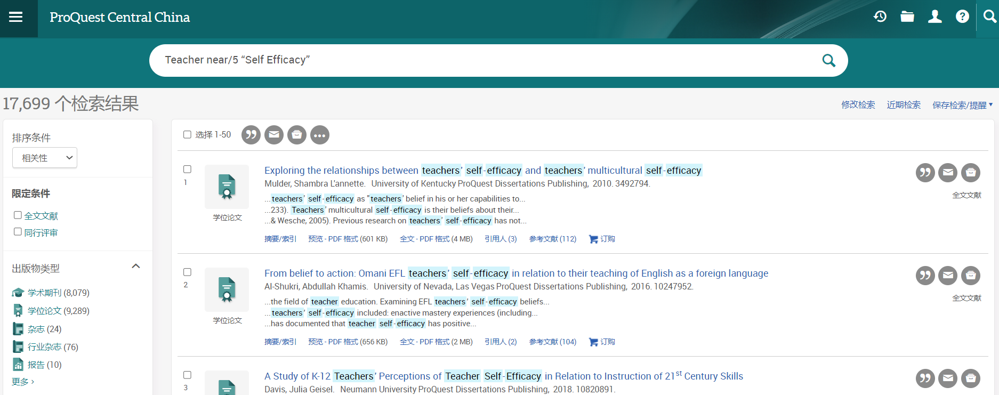 ProQuest Central China
Teacher near/5 “Self Efficacy”
17,699 个检索结果
修改检索 近期检索 保存检索/提醒
排序条件
相关性
限定条件
全文文献
同行评审
出版物类型
学术期刊 (8,079)
学位论文 (9,289)
杂志 (24)
行业杂志 (76)
报告 (10)
更多 ›
选择 1-50
1
学位论文
Exploring the relationships between teachers' self-efficacy and teachers' multicultural self-efficacy
Mulder, Shambra L'annette. University of Kentucky ProQuest Dissertations Publishing, 2010. 3492794.
...teachers' self-efficacy as "teachers' belief in his or her capabilities to...
...233). Teachers' multicultural self-efficacy is their beliefs about their...
...& Wesche, 2005). Previous research on teachers' self-efficacy has not...
摘要/索引 预览 - PDF 格式 (601 KB) 全文 - PDF 格式 (4 MB) 引用人 (3) 参考文献 (112) 订购
全文文献
2
学位论文
From belief to action: Omani EFL teachers' self-efficacy in relation to their teaching of English as a foreign language
Al-Shukri, Abdullah Khamis. University of Nevada, Las Vegas ProQuest Dissertations Publishing, 2016. 10247952.
...the field of teacher education. Examining EFL teachers' self-efficacy beliefs...
...teachers' self-efficacy included: enactive mastery experiences (including...
...has documented that teacher self-efficacy has positive...
摘要/索引 预览 - PDF 格式 (656 KB) 全文 - PDF 格式 (2 MB) 引用人 (2) 参考文献 (104) 订购
全文文献
3
A Study of K-12 Teachers' Perceptions of Teacher Self-Efficacy in Relation to Instruction of 21st Century Skills
Davis, Julia Geisel. Neumann University ProQuest Dissertations Publishing, 2018. 10820891.